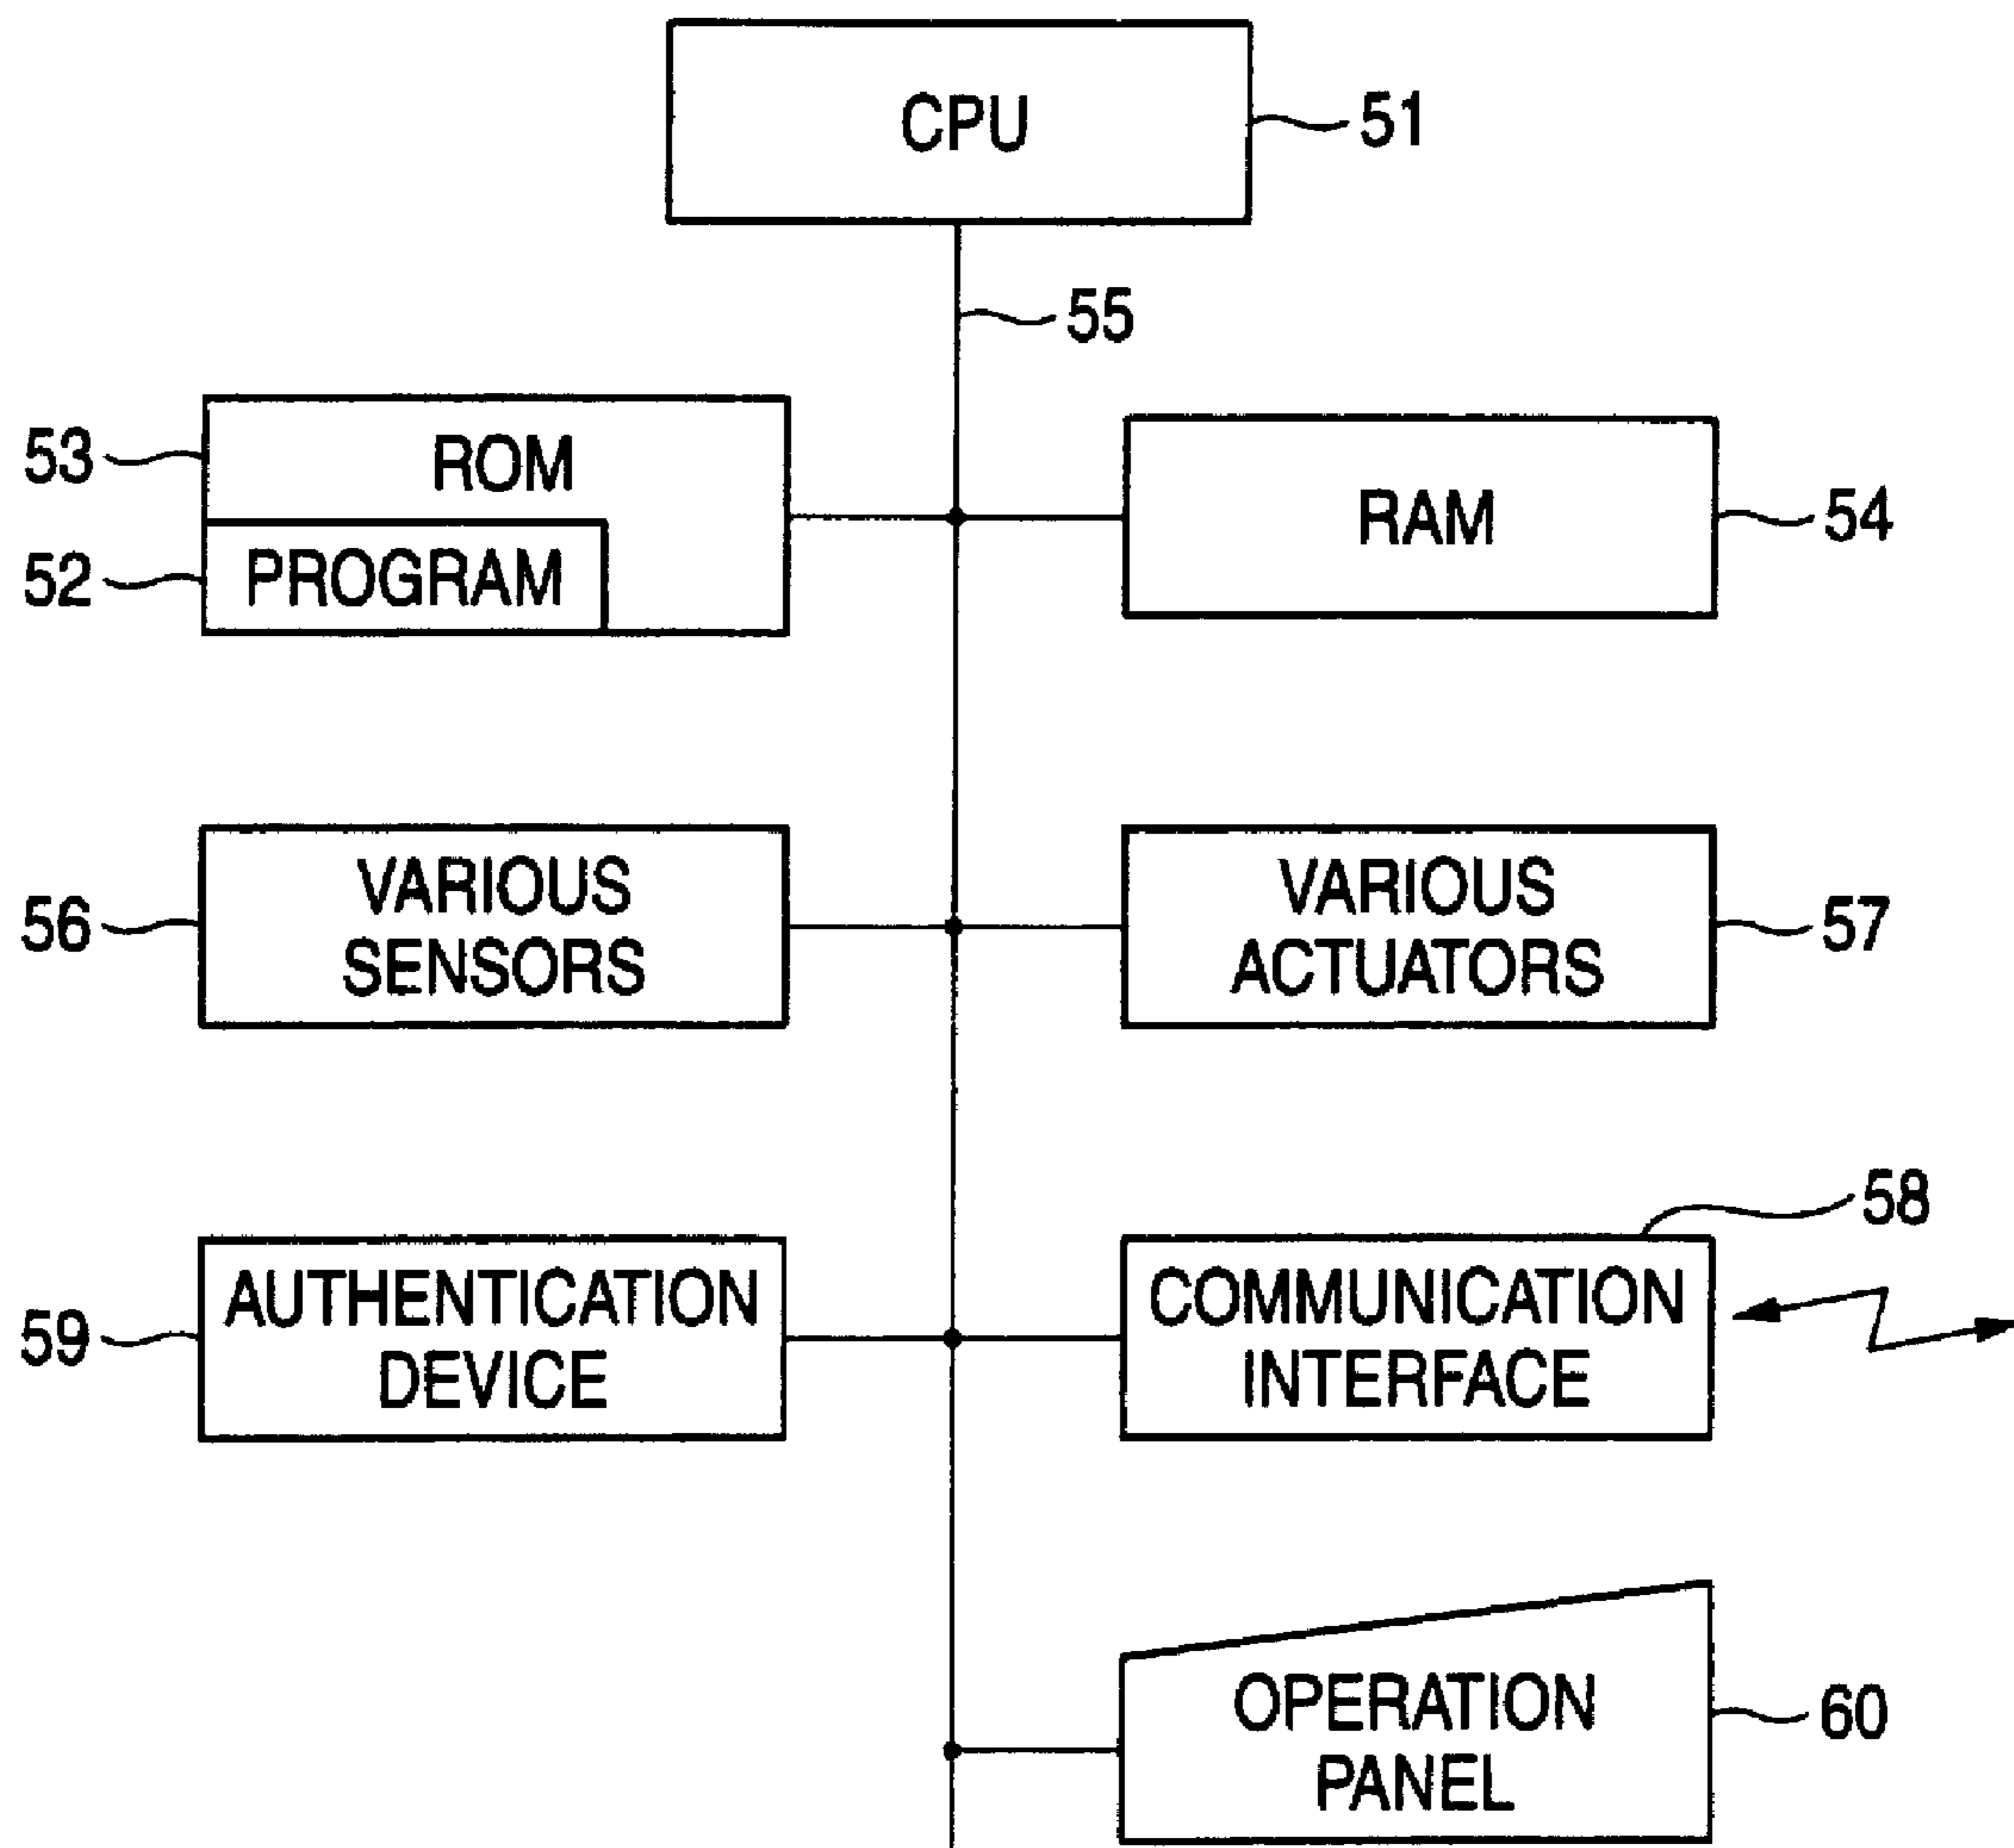 CPU
51
55
53
ROM
52
PROGRAM
RAM
54
56
VARIOUS
SENSORS
VARIOUS
ACTUATORS
57
58
59
AUTHENTICATION
DEVICE
COMMUNICATION
INTERFACE
OPERATION
PANEL
60